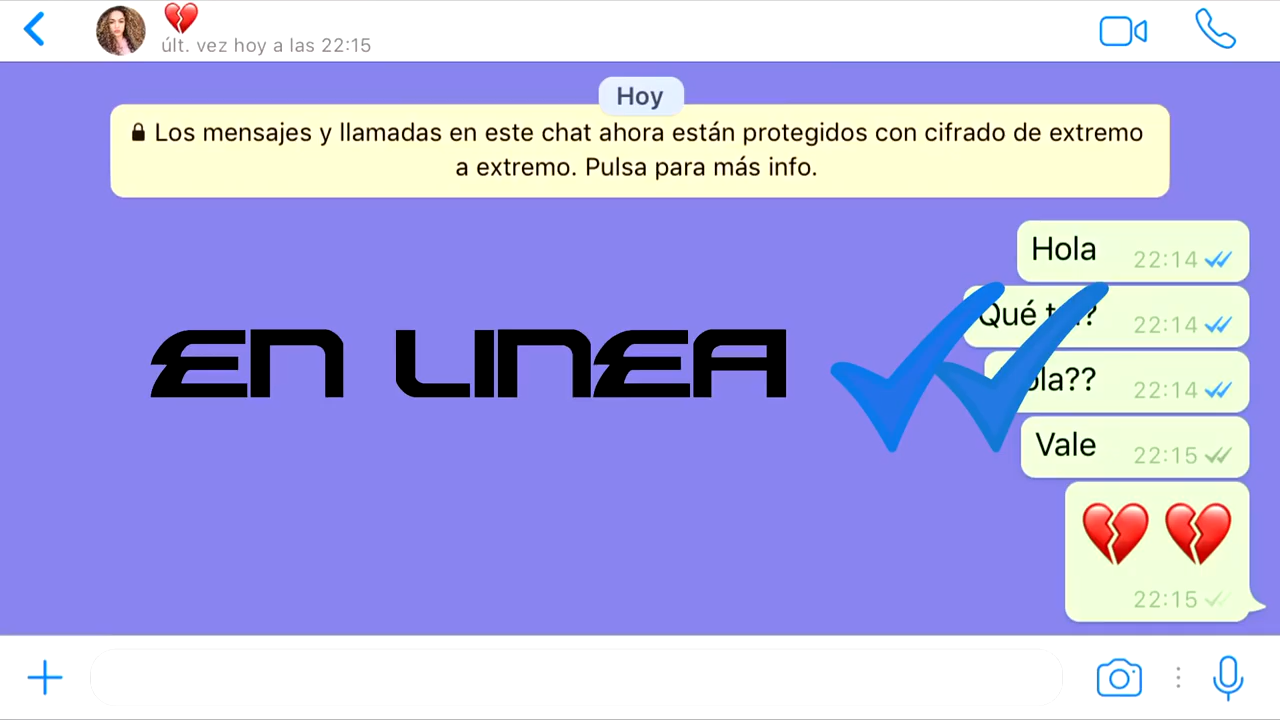 últ. vez hoy a las 22:15
Hoy
Los mensajes y llamadas en este chat ahora están protegidos con cifrado de extremo
a extremo. Pulsa para más info.
Hola 22:14
Qué 22:14
EN LINEA
22:14
Vale 22:15
22:15